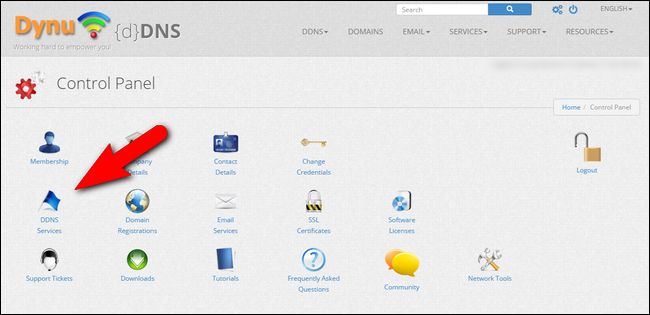 Dynu {d}DNS
Working hard to empower you!
Search
ENGLISH
DDNS DOMAINS EMAIL SERVICES SUPPORT RESOURCES
Control Panel
Home / Control Panel
Membership
Details
Contact
Details
Change
Credentials
Logout
DDNS
Services
Domain
Registrations
Email
Services
SSL
Certificates
Software
Licenses
Support Tickets
Downloads
Tutorials
Frequently Asked
Questions
Community
Network Tools